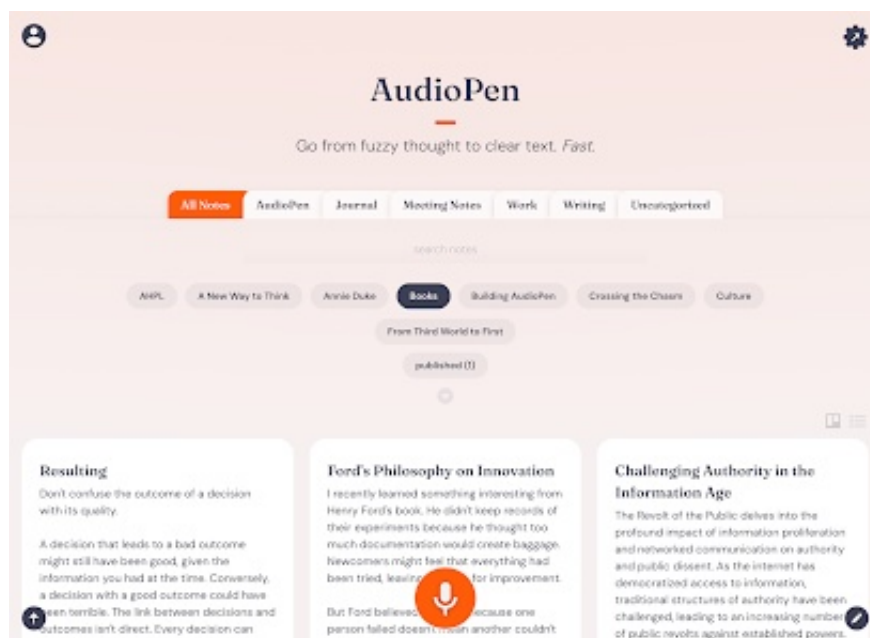 AudioPen
Go from fuzzy thought to clear text. Fast.
All Notes AudioPen Journal Meeting Notes Work Writing Uncategorized
search notes
AHPL A New Way to Think Annie Duke Books Building AudioPen Crossing the Chasm Culture
From Third World to First
published (1)
Resulting
Don't confuse the outcome of a decision
with its quality.
A decision that leads to a bad outcome
might still have been good, given the
information you had at the time. Conversely,
a decision with a good outcome could have
been terrible. The link between decisions and
outcomes isn't direct. Every decision can
Ford's Philosophy on Innovation
I recently learned something interesting from
Henry Ford's book. He didn't keep records of
their experiments because he thought too
much documentation would create baggage.
Newcomers might feel that everything had
been tried, leaving for improvement.
But Ford believed because one
person failed doesn't mean another couldn't
Challenging Authority in the
Information Age
The Revolt of the Public delves into the
profound impact of information proliferation
and networked communication on authority
and public dissent. As the internet has
democratized access to information,
traditional structures of authority have been
challenged, leading to an increasing number
of public revolts against established powers.